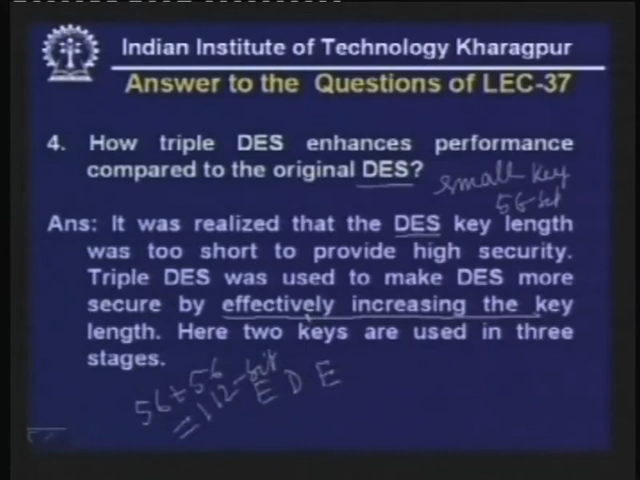 Indian Institute of Technology Kharagpur
Answer to the Questions of LEC-37
4. How triple DES enhances performance
compared to the original DES?
small key
56-bit
Ans: It was realized that the DES key length
was too short to provide high security.
Triple DES was used to make DES more
secure by effectively increasing the key
length. Here two keys are used in three
stages.
56+56
=112-bit
E D E